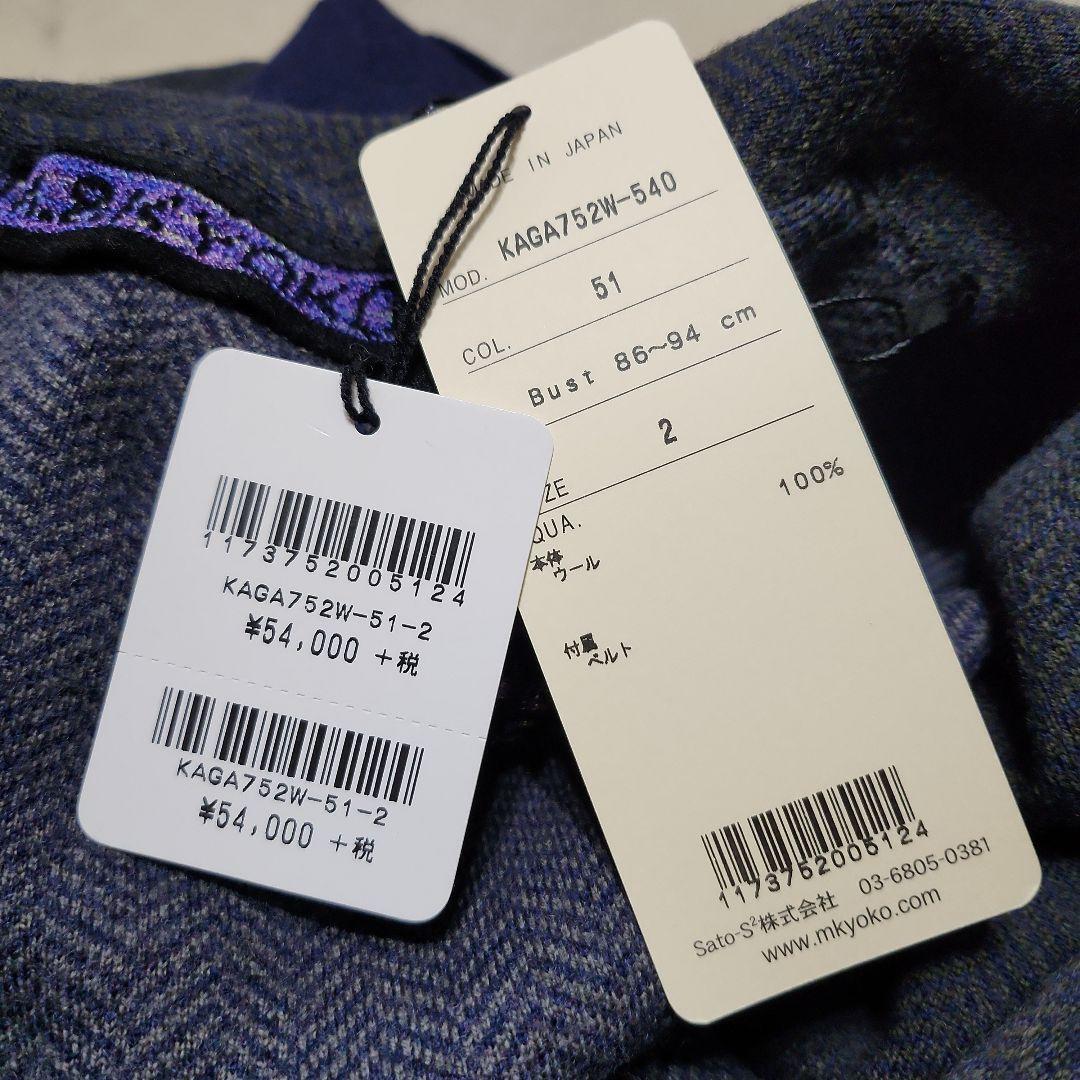 M.&KYOKO
MADE IN JAPAN
MOD. KAGA752W-540
COL. 51
Bust 86~94 cm
SIZE 2
QUA. 100%
本体
ウール
付属
ベルト
1173752005124
Sato-S²株式会社 03-6805-0381
www.mkyoko.com
1173752005124
KAGA752W-51-2
¥54,000 +税
KAGA752W-51-2
¥54,000 +税